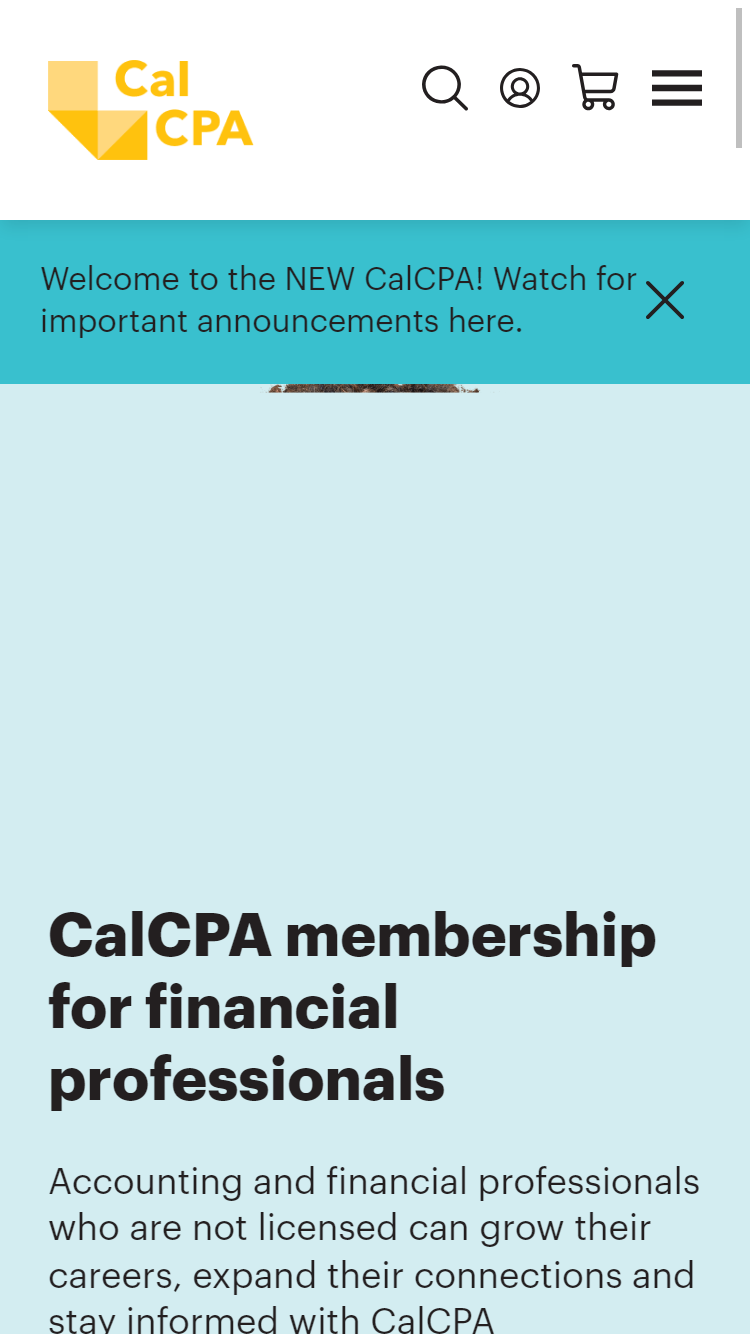 Cal
CPA
Welcome to the NEW CalCPA! Watch for
important announcements here.
CalCPA membership
for financial
professionals
Accounting and financial professionals
who are not licensed can grow their
careers, expand their connections and
stay informed with CalCPA